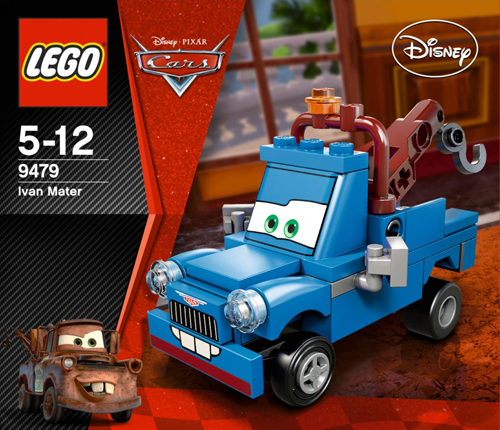 LEGO
Disney · PIXAR
Cars
Disney
5-12
9479
Ivan Mater